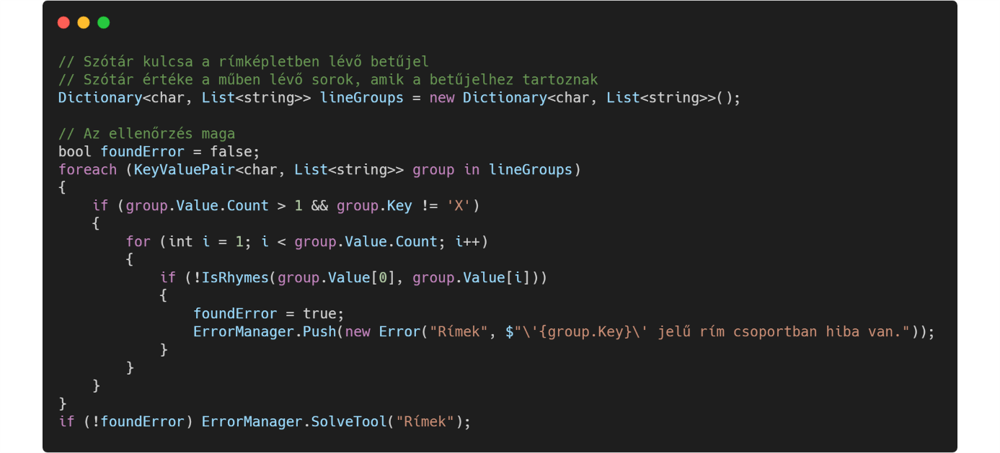 // Szótár kulcsa a rímképletben lévő betűjel
// Szótár értéke a műben lévő sorok, amik a betűjelhez tartoznak
Dictionary<char, List<string>> lineGroups = new Dictionary<char, List<string>>();

// Az ellenőrzés maga
bool foundError = false;
foreach (KeyValuePair<char, List<string>> group in lineGroups)
{
    if (group.Value.Count > 1 && group.Key != 'X')
    {
        for (int i = 1; i < group.Value.Count; i++)
        {
            if (!IsRhymes(group.Value[0], group.Value[i]))
            {
                foundError = true;
                ErrorManager.Push(new Error("Rímek", $"\'{group.Key}\' jelű rím csoportban hiba van."));
            }
        }
    }
}
if (!foundError) ErrorManager.SolveTool("Rímek");